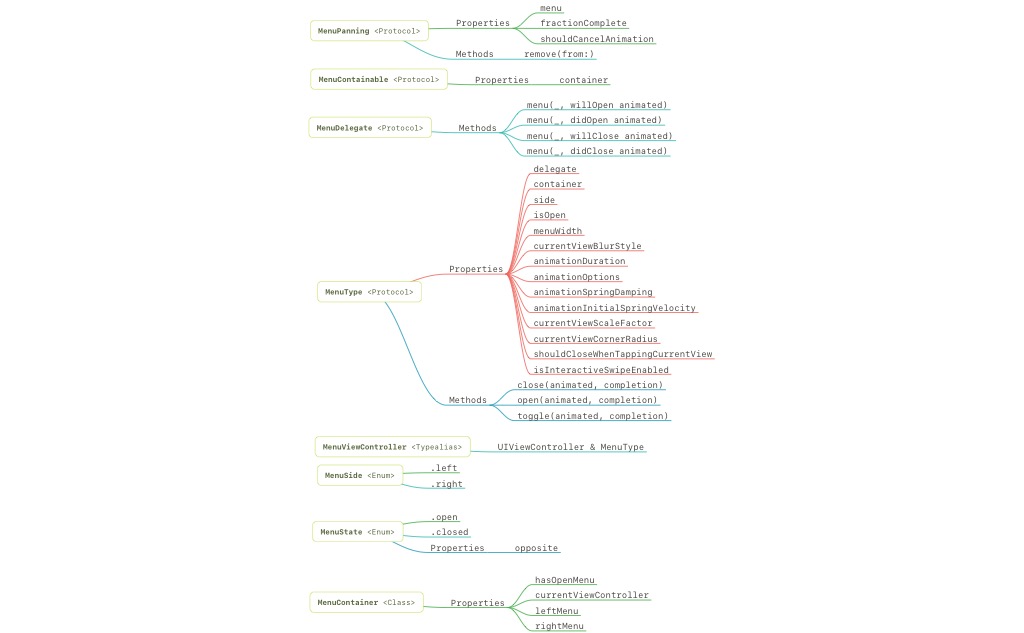 MenuPanning <Protocol>
Properties
menu
fractionComplete
shouldCancelAnimation
Methods
remove(from:)
MenuContainable <Protocol>
Properties
container
MenuDelegate <Protocol>
Methods
menu(_, willOpen animated)
menu(_, didOpen animated)
menu(_, willClose animated)
menu(_, didClose animated)
MenuType <Protocol>
Properties
delegate
container
side
isOpen
menuWidth
currentViewBlurStyle
animationDuration
animationOptions
animationSpringDamping
animationInitialSpringVelocity
currentViewScaleFactor
currentViewCornerRadius
shouldCloseWhenTappingCurrentView
isInteractiveSwipeEnabled
Methods
close(animated, completion)
open(animated, completion)
toggle(animated, completion)
MenuViewController <Typealias>
UIViewController & MenuType
MenuSide <Enum>
.left
.right
MenuState <Enum>
.open
.closed
Properties
opposite
MenuContainer <Class>
Properties
hasOpenMenu
currentViewController
leftMenu
rightMenu